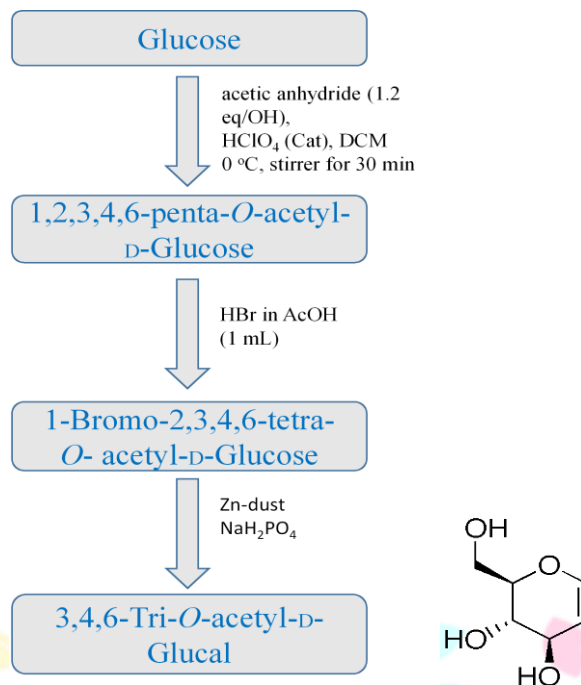 Glucose
acetic anhydride (1.2
eq/OH),
HClO₄ (Cat), DCM
0 °C, stirrer for 30 min
1,2,3,4,6-penta-O-acetyl-
D-Glucose
HBr in AcOH
(1 mL)
1-Bromo-2,3,4,6-tetra-
O- acetyl-D-Glucose
Zn-dust
NaH₂PO₄
3,4,6-Tri-O-acetyl-D-
Glucal
OH
O
HO
HO